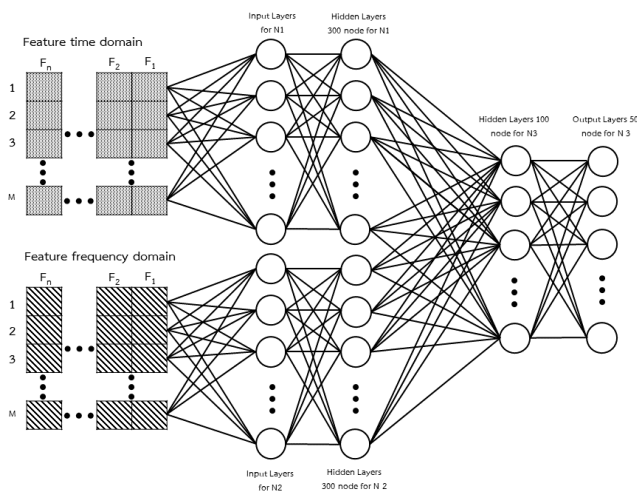 Input Layers
for N1
Hidden Layers
300 node for N1
Feature time domain
Fn
F2
F1
1
2
3
M
Hidden Layers 100
node for N3
Output Layers 50
node for N 3
Feature frequency domain
Fn
F2
F1
1
2
3
M
Input Layers
for N2
Hidden Layers
300 node for N 2